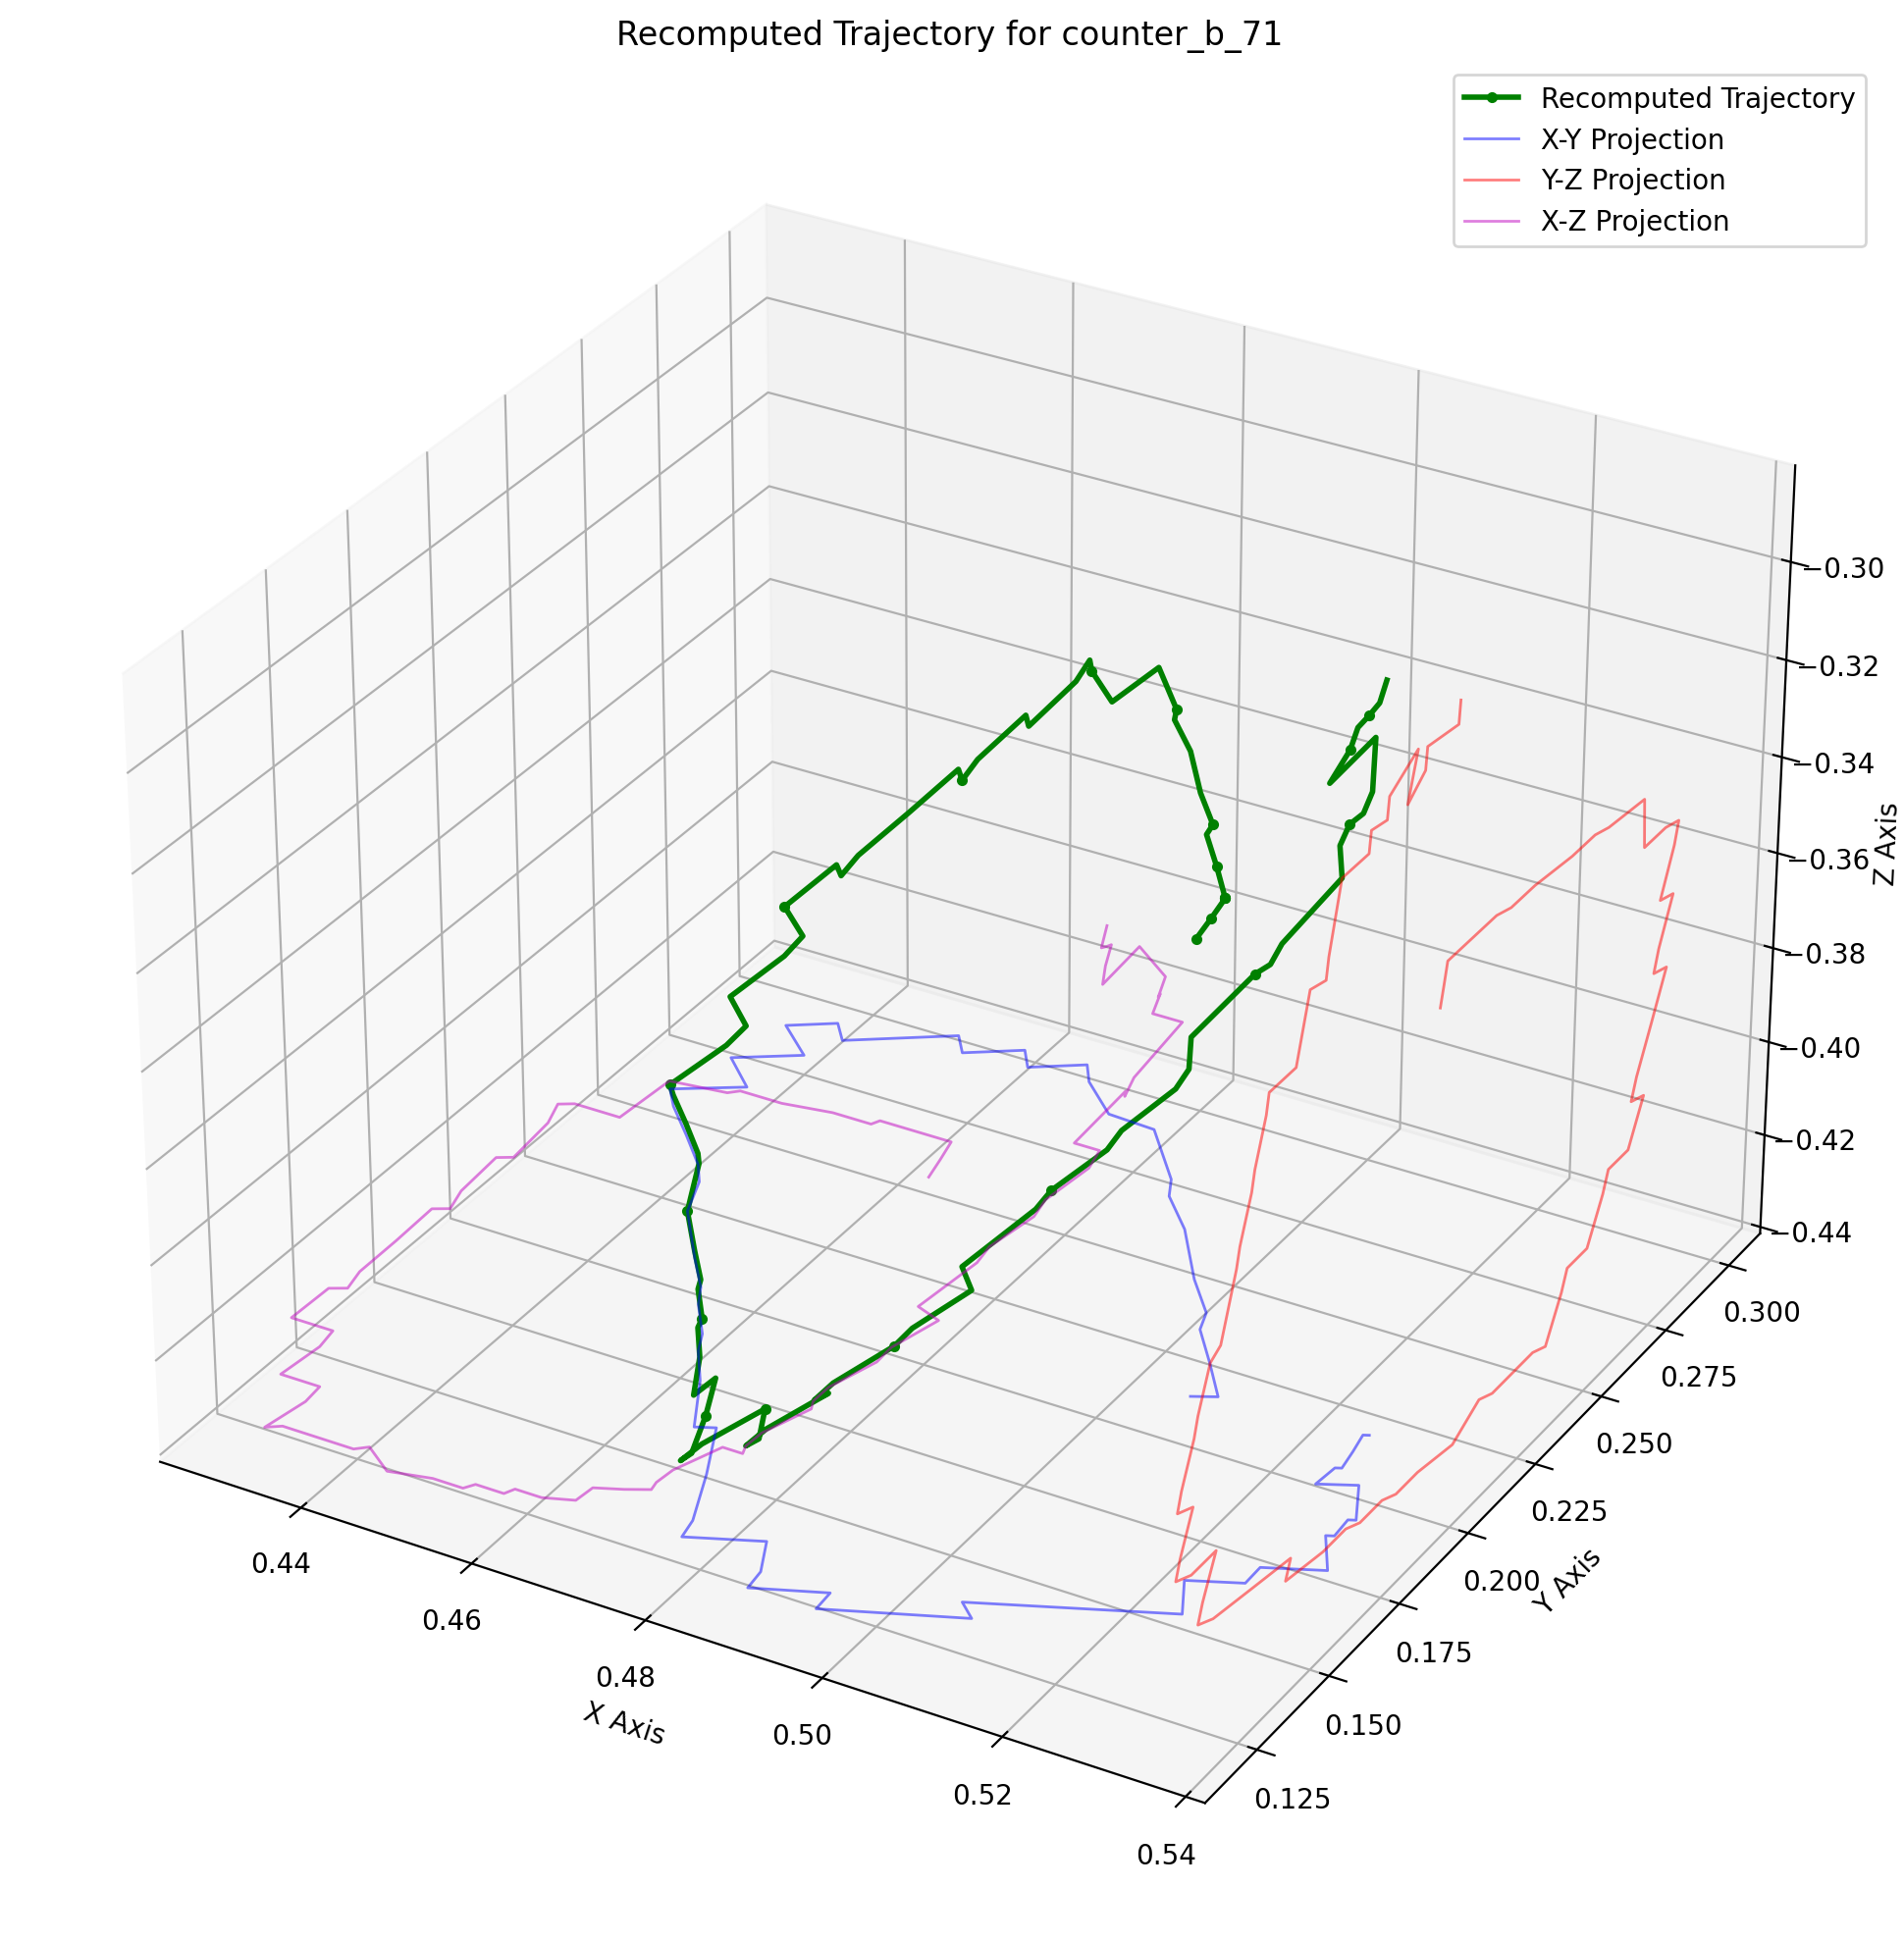 Recomputed Trajectory for counter_b_71
Recomputed Trajectory
X-Y Projection
Y-Z Projection
X-Z Projection
−0.30
−0.32
−0.34
−0.36
−0.38
−0.40
−0.42
−0.44
Z Axis
0.300
0.275
0.250
0.225
0.200
0.175
0.150
0.125
Y Axis
0.44
0.46
0.48
0.50
0.52
0.54
X Axis